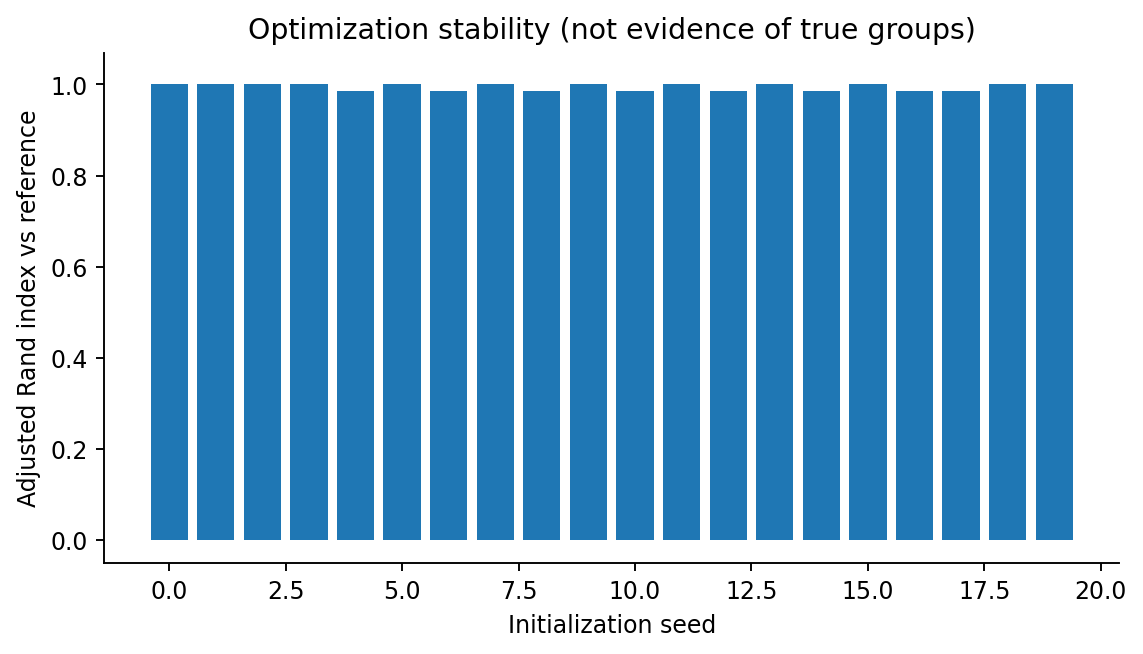 Optimization stability (not evidence of true groups)
Adjusted Rand index vs reference
1.0
0.8
0.6
0.4
0.2
0.0
0.0 2.5 5.0 7.5 10.0 12.5 15.0 17.5 20.0
Initialization seed